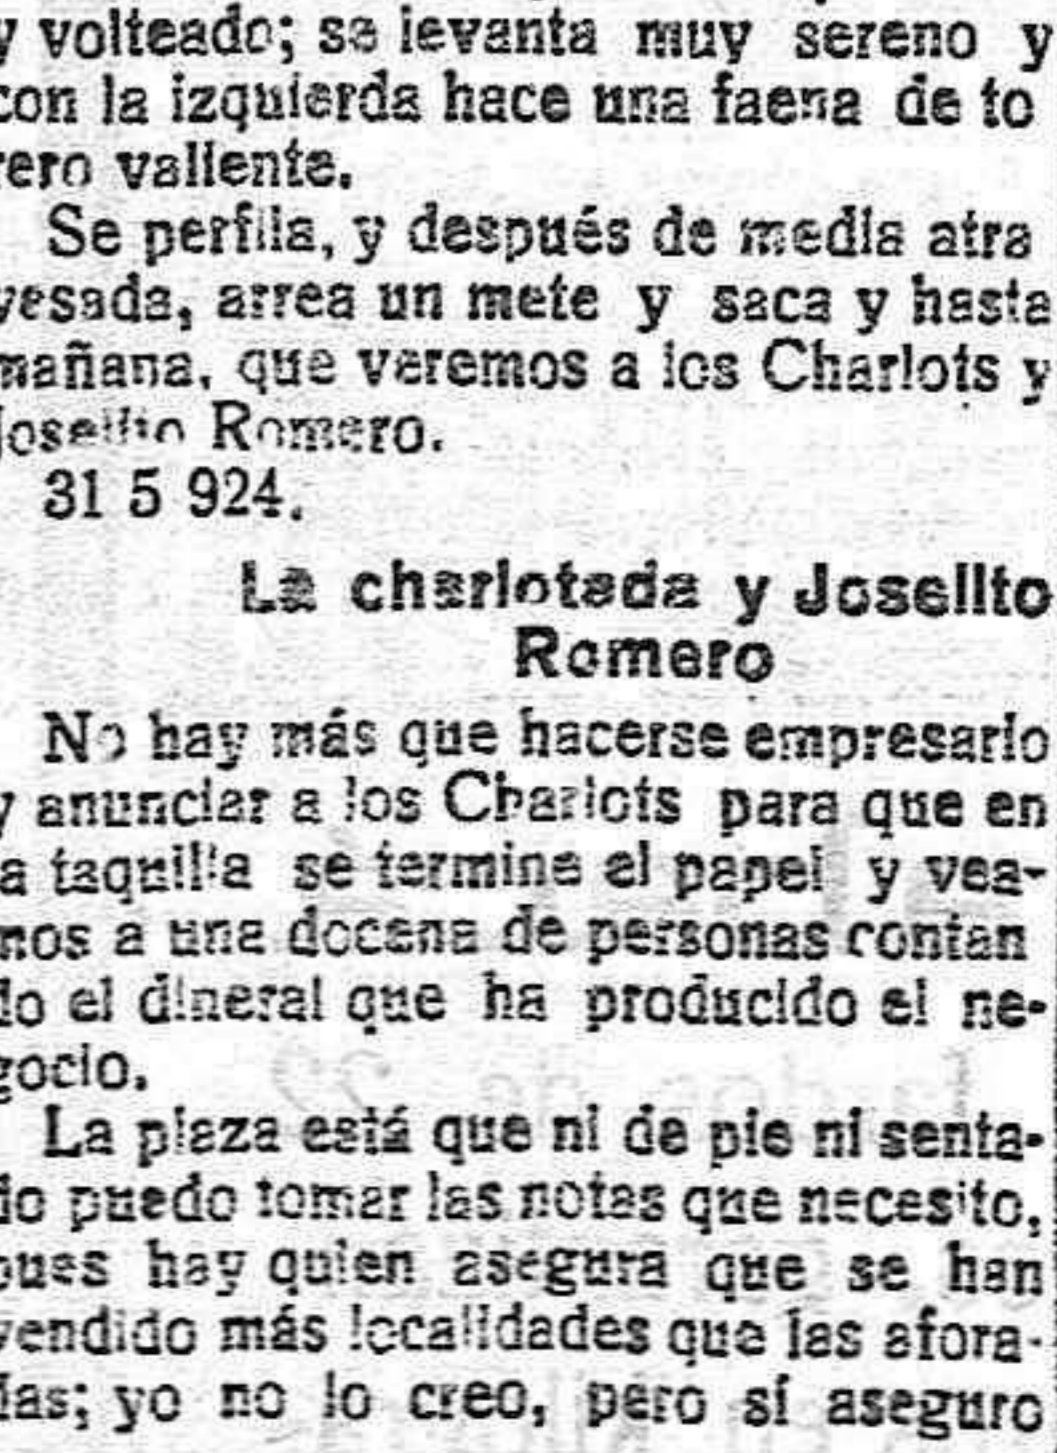 y volteado; se levanta muy sereno y
con la izquierda hace una faena de to
rero valiente.
Se perfila, y después de media atra
vesada, arrea un mete y saca y hasta
mañana, que veremos a los Charlots y
Joselito Romero.
31 5 924.
La charlotada y Joselito
Romero
No hay más que hacerse empresario
y anunciar a los Charlots para que en
la taquilla se termine el papel y vea-
mos a una docena de personas contan
do el dineral que ha producido el ne-
gocio.
La plaza está que ni de pie ni senta-
do puedo tomar las notas que necesito,
pues hay quien asegura que se han
vendido más localidades que las afora-
das; yo no lo creo, pero sí aseguro